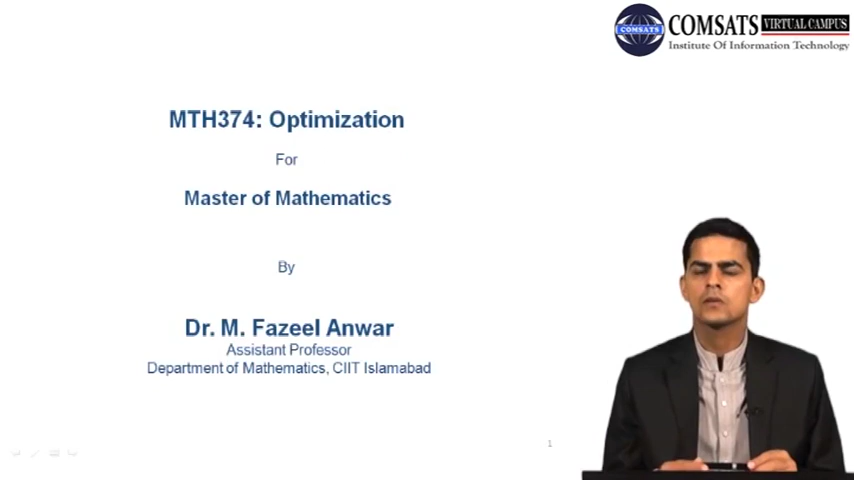 COMSATS
COMSATS VIRTUAL CAMPUS
Institute Of Information Technology
MTH374: Optimization
For
Master of Mathematics
By
Dr. M. Fazeel Anwar
Assistant Professor
Department of Mathematics, CIIT Islamabad
1